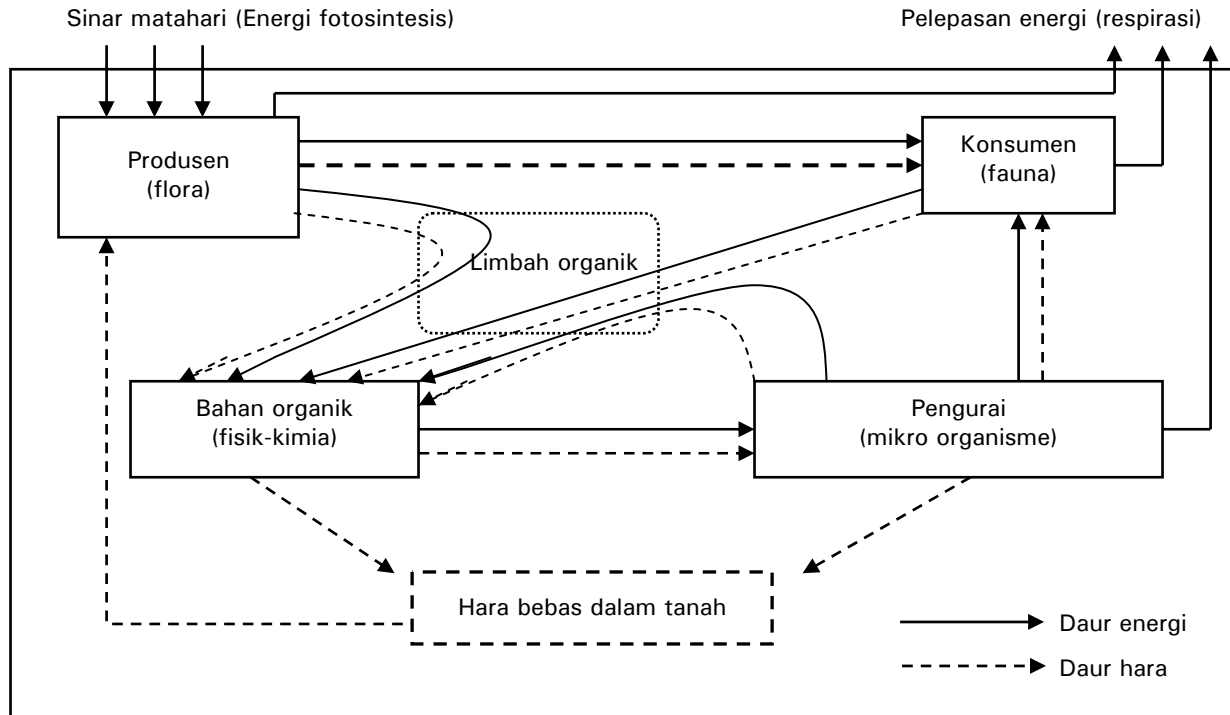 Sinar matahari (Energi fotosintesis)
Pelepasan energi (respirasi)
Produsen
(flora)
Konsumen
(fauna)
Limbah organik
Bahan organik
(fisik-kimia)
Pengurai
(mikro organisme)
Hara bebas dalam tanah
Daur energi
Daur hara